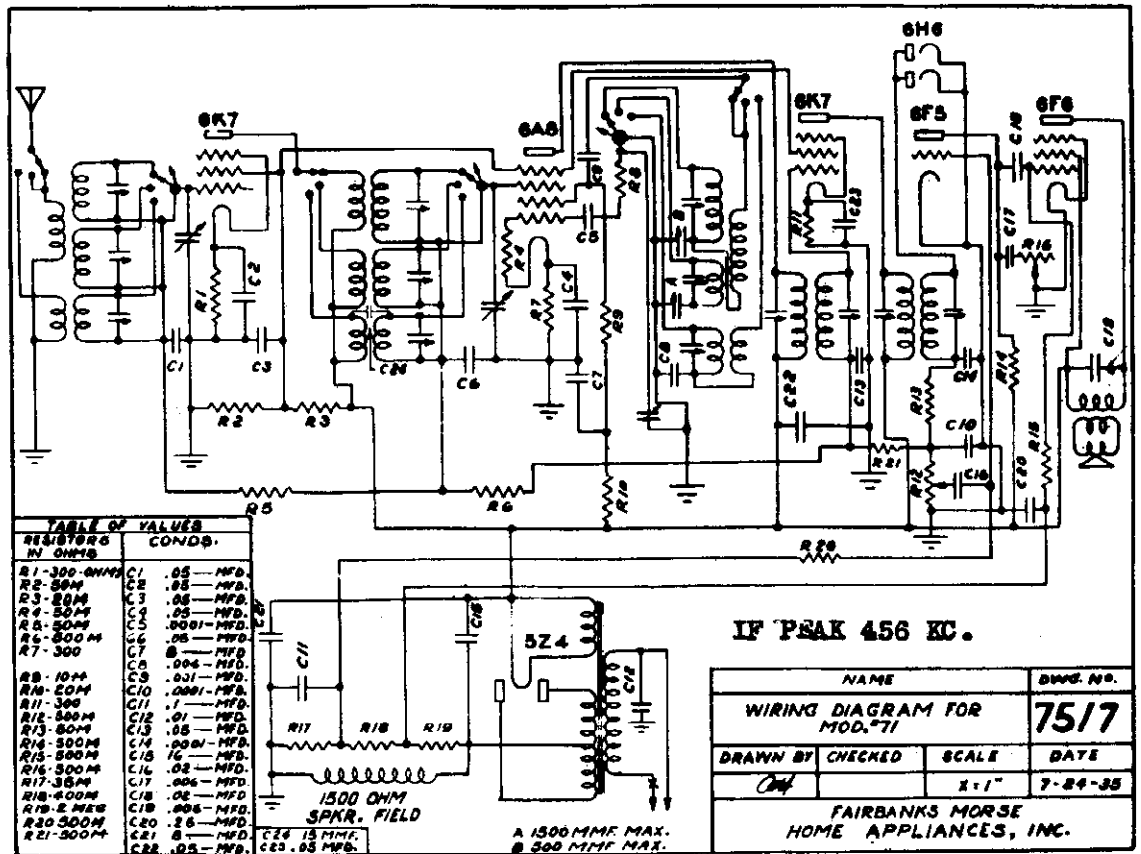 6H6
6K7
6A8
6K7
6F5
6F6
C18
C9
R8
C5
R4
B
A
R11
C23
C17
R16
R1
C2
R7
C4
R9
C8
C18
C1
C3
C26
C6
C7
C22
C13
C14
R14
R13
R2
R3
C10
R15
R21
R12
C16
C20
R5
R6
R10
R20
TABLE OF VALUES
RESISTORS IN OHMS
CONDS.
R1-300-OHMS C1 .05-MFD.
R2-50M C2 .05-MFD.
R3-20M C3 .05-MFD.
R4-50M C4 .05-MFD.
R5-50M C5 .0001-MFD.
R6-500M C6 .05-MFD.
R7-300 C7 8-MFD.
C8 .004-MFD.
R9-10M C9 .001-MFD.
R10-20M C10 .0001-MFD.
R11-300 C11 .1-MFD.
R12-500M C12 .01-MFD.
R13-50M C13 .05-MFD.
R14-500M C14 .0001-MFD.
R15-500M C15 16-MFD.
R16-500M C16 .02-MFD.
R17-35M C17 .006-MFD.
R18-400M C18 .02-MFD.
R19-2 MEG C19 .006-MFD.
R20 500M C20 .25-MFD.
R21-500M C21 8-MFD.
C22 .05-MFD.
C24 15 MMF.
C23 .05 MFD.
C21
C11
C15
5Z4
C12
R17
R18
R19
1500 OHM
SPKR. FIELD
A 1500 MMF. MAX.
B 500 MMF MAX.
IF PEAK 456 KC.
NAME
DWG. NO.
WIRING DIAGRAM FOR
MOD. #71
7517
DRAWN BY CHECKED SCALE DATE
X=1" 7-24-35
FAIRBANKS MORSE
HOME APPLIANCES, INC.